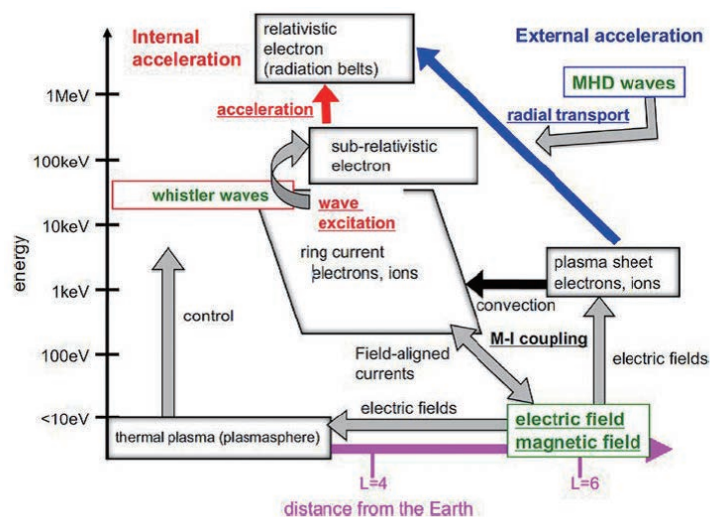 Internal
acceleration
relativistic
electron
(radiation belts)
External acceleration
MHD waves
1MeV
acceleration
radial transport
sub-relativistic
electron
100keV
whistler waves
wave
excitation
10keV
ring current
electrons, ions
plasma sheet
electrons, ions
energy
1keV
convection
control
M-I coupling
100eV
Field-aligned
currents
electric fields
<10eV
electric fields
electric field
magnetic field
thermal plasma (plasmasphere)
L=4
L=6
distance from the Earth